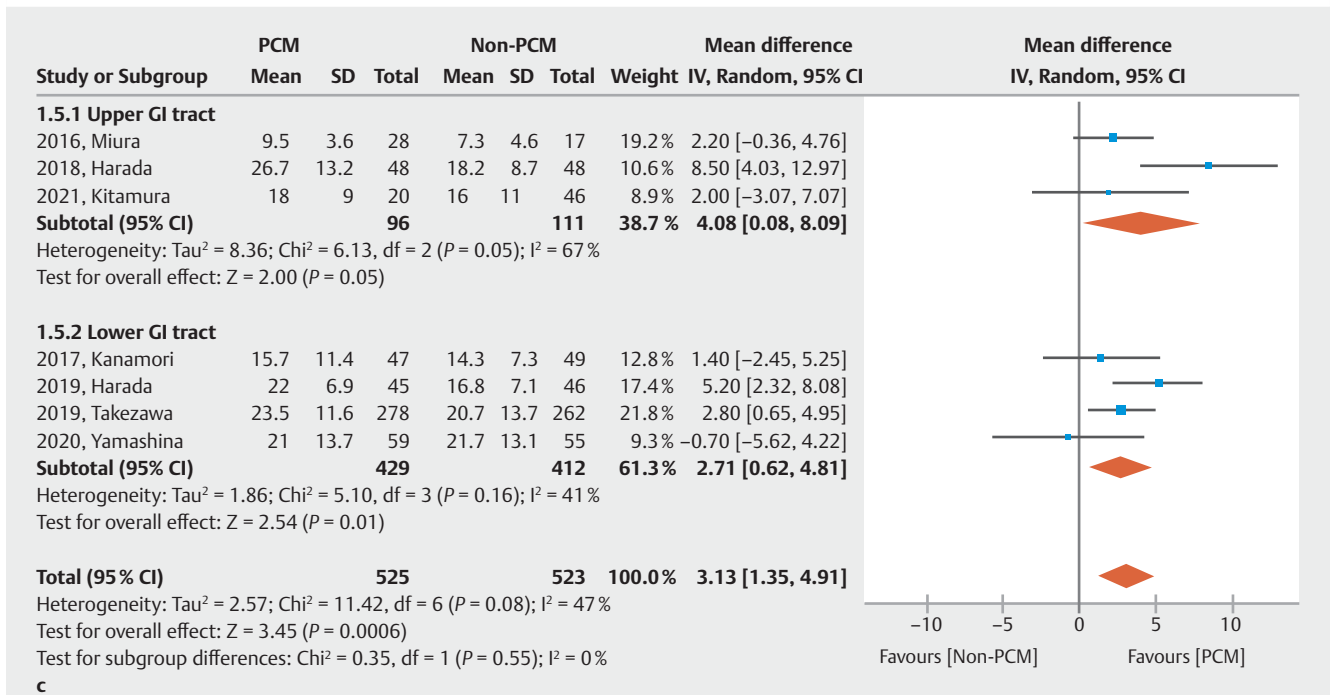 PCM Non-PCM Mean difference Mean difference
Study or Subgroup Mean SD Total Mean SD Total Weight IV, Random, 95% CI IV, Random, 95% CI
1.5.1 Upper GI tract
2016, Miura 9.5 3.6 28 7.3 4.6 17 19.2% 2.20 [−0.36, 4.76]
2018, Harada 26.7 13.2 48 18.2 8.7 48 10.6% 8.50 [4.03, 12.97]
2021, Kitamura 18 9 20 16 11 46 8.9% 2.00 [−3.07, 7.07]
Subtotal (95% CI) 96 111 38.7 % 4.08 [0.08, 8.09]
Heterogeneity: Tau² = 8.36; Chi² = 6.13, df = 2 (P = 0.05); I² = 67%
Test for overall effect: Z = 2.00 (P = 0.05)
1.5.2 Lower GI tract
2017, Kanamori 15.7 11.4 47 14.3 7.3 49 12.8% 1.40 [−2.45, 5.25]
2019, Harada 22 6.9 45 16.8 7.1 46 17.4% 5.20 [2.32, 8.08]
2019, Takezawa 23.5 11.6 278 20.7 13.7 262 21.8% 2.80 [0.65, 4.95]
2020, Yamashina 21 13.7 59 21.7 13.1 55 9.3% −0.70 [−5.62, 4.22]
Subtotal (95% CI) 429 412 61.3% 2.71 [0.62, 4.81]
Heterogeneity: Tau² = 1.86; Chi² = 5.10, df = 3 (P = 0.16); I² = 41%
Test for overall effect: Z = 2.54 (P = 0.01)
Total (95% CI) 525 523 100.0% 3.13 [1.35, 4.91]
Heterogeneity: Tau² = 2.57; Chi² = 11.42, df = 6 (P = 0.08); I² = 47%
Test for overall effect: Z = 3.45 (P = 0.0006)
Test for subgroup differences: Chi² = 0.35, df = 1 (P = 0.55); I² = 0%
−10 −5 0 5 10
Favours [Non-PCM] Favours [PCM]
c